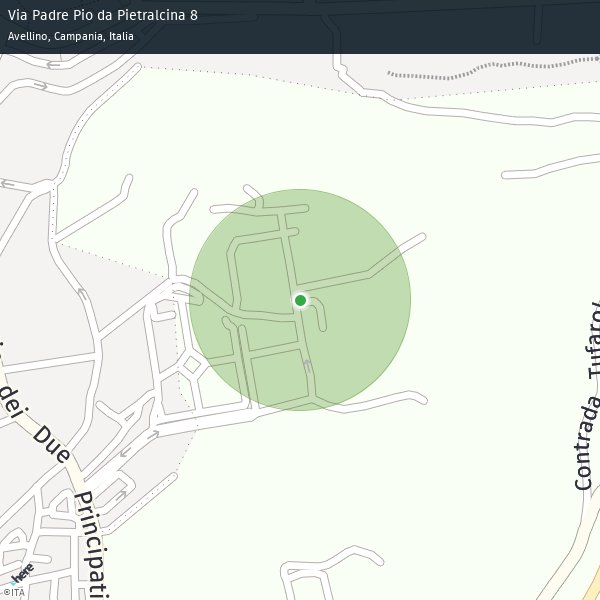 Via Padre Pio da Pietralcina 8
Avellino, Campania, Italia
dei Due Principati
Contrada Tufaro
here
©ITA